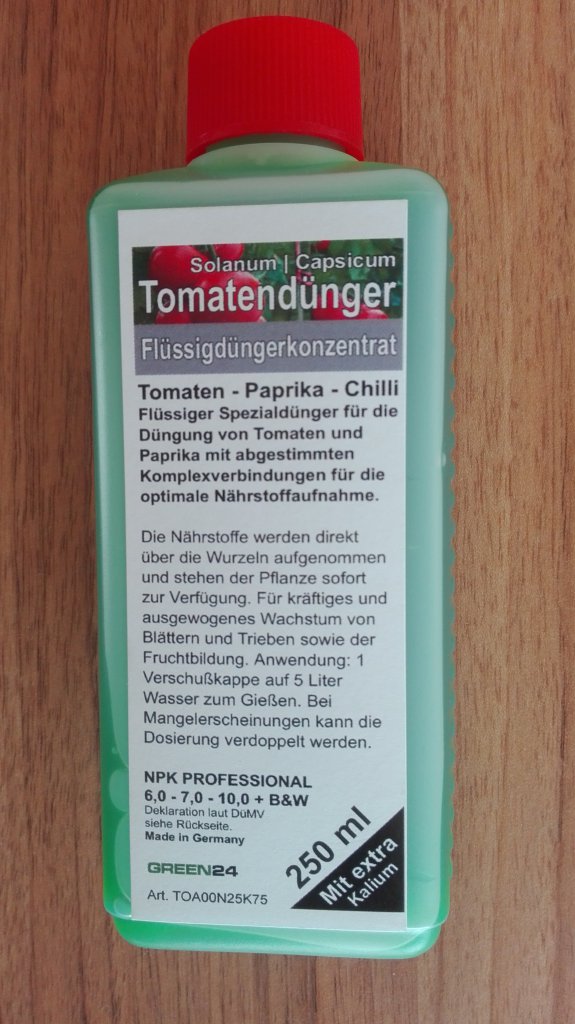 Solanum | Capsicum
Tomatendünger
Flüssigdüngerkonzentrat
Tomaten - Paprika - Chilli
Flüssiger Spezialdünger für die
Düngung von Tomaten und
Paprika mit abgestimmten
Komplexverbindungen für die
optimale Nährstoffaufnahme.
Die Nährstoffe werden direkt
über die Wurzeln aufgenommen
und stehen der Pflanze sofort
zur Verfügung. Für kräftiges und
ausgewogenes Wachstum von
Blättern und Trieben sowie der
Fruchtbildung. Anwendung: 1
Verschußkappe auf 5 Liter
Wasser zum Gießen. Bei
Mangelerscheinungen kann die
Dosierung verdoppelt werden.
NPK PROFESSIONAL
6,0 - 7,0 - 10,0 + B&W
Deklaration laut DüMV
siehe Rückseite.
Made in Germany
GREEN24
Art. TOA00N25K75
250 ml
Mit extra
Kalium